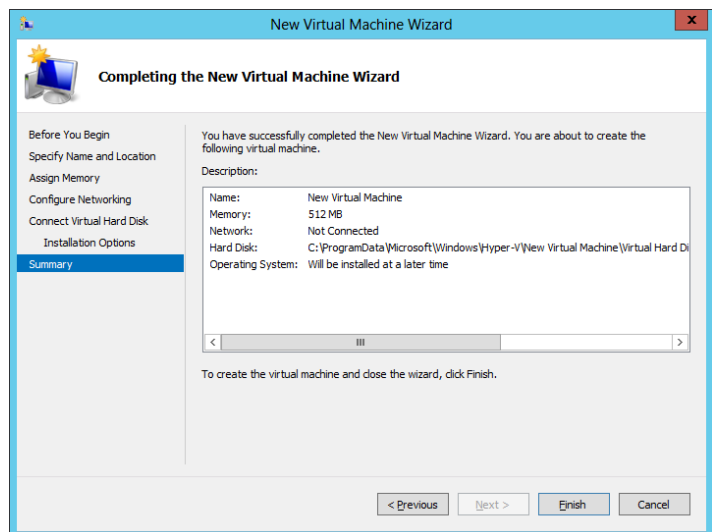 New Virtual Machine Wizard
x
Completing the New Virtual Machine Wizard
Before You Begin
Specify Name and Location
Assign Memory
Configure Networking
Connect Virtual Hard Disk
Installation Options
Summary
You have successfully completed the New Virtual Machine Wizard. You are about to create the
following virtual machine.
Description:
Name: New Virtual Machine
Memory: 512 MB
Network: Not Connected
Hard Disk: C:\ProgramData\Microsoft\Windows\Hyper-V\New Virtual Machine\Virtual Hard Di
Operating System: Will be installed at a later time
To create the virtual machine and close the wizard, click Finish.
< Previous Next > Finish Cancel